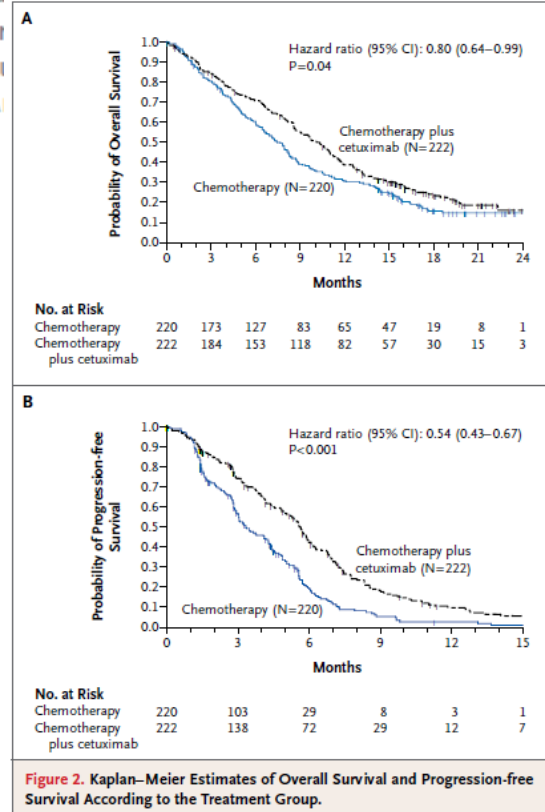 A
Probability of Overall Survival
1.0
0.9
0.8
0.7
0.6
0.5
0.4
0.3
0.2
0.1
0.0
Hazard ratio (95% CI): 0.80 (0.64–0.99)
P=0.04
Chemotherapy plus
cetuximab (N=222)
Chemotherapy (N=220)
0 3 6 9 12 15 18 21 24
Months
No. at Risk
Chemotherapy 220 173 127 83 65 47 19 8 1
Chemotherapy 222 184 153 118 82 57 30 15 3
plus cetuximab
B
Probability of Progression-free
Survival
1.0
0.9
0.8
0.7
0.6
0.5
0.4
0.3
0.2
0.1
0.0
Hazard ratio (95% CI): 0.54 (0.43–0.67)
P<0.001
Chemotherapy plus
cetuximab (N=222)
Chemotherapy (N=220)
0 3 6 9 12 15
Months
No. at Risk
Chemotherapy 220 103 29 8 3 1
Chemotherapy 222 138 72 29 12 7
plus cetuximab
Figure 2. Kaplan–Meier Estimates of Overall Survival and Progression-free
Survival According to the Treatment Group.